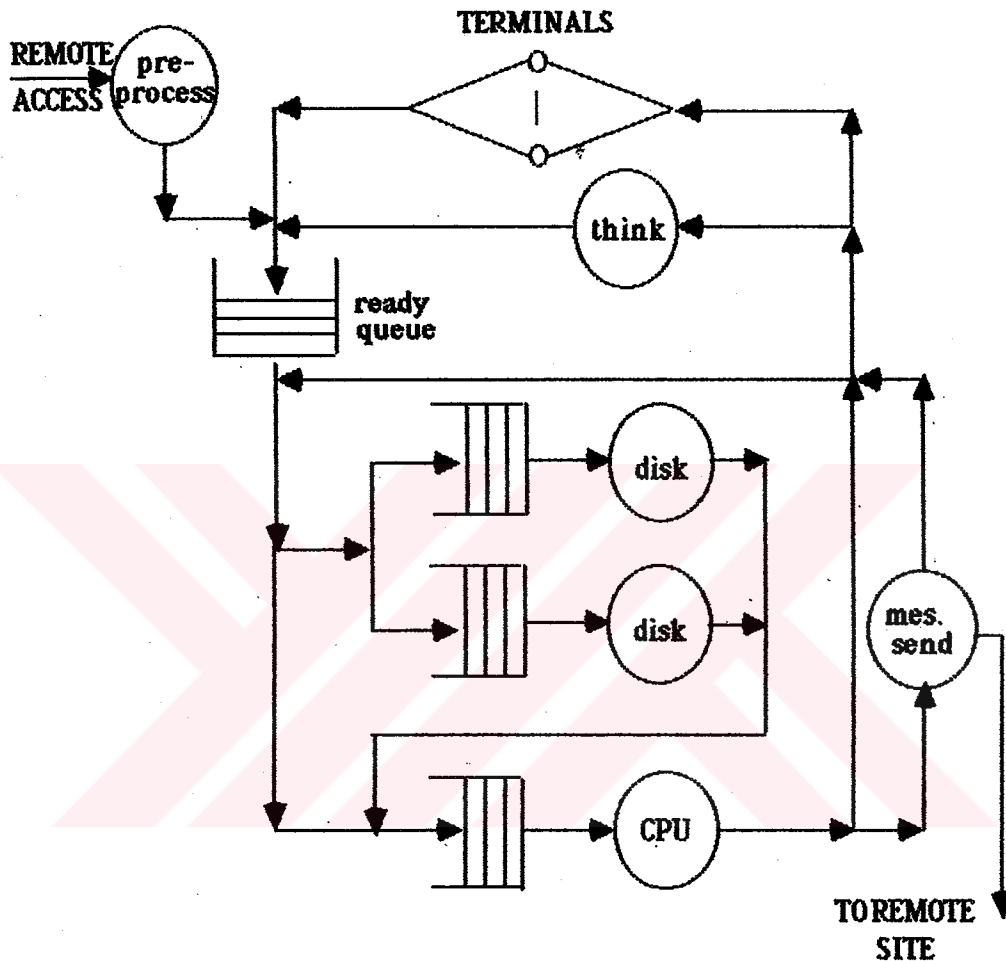 TERMINALS
REMOTE
ACCESS
pre-
process
think
ready
queue
disk
disk
mes.
send
CPU
TO REMOTE
SITE